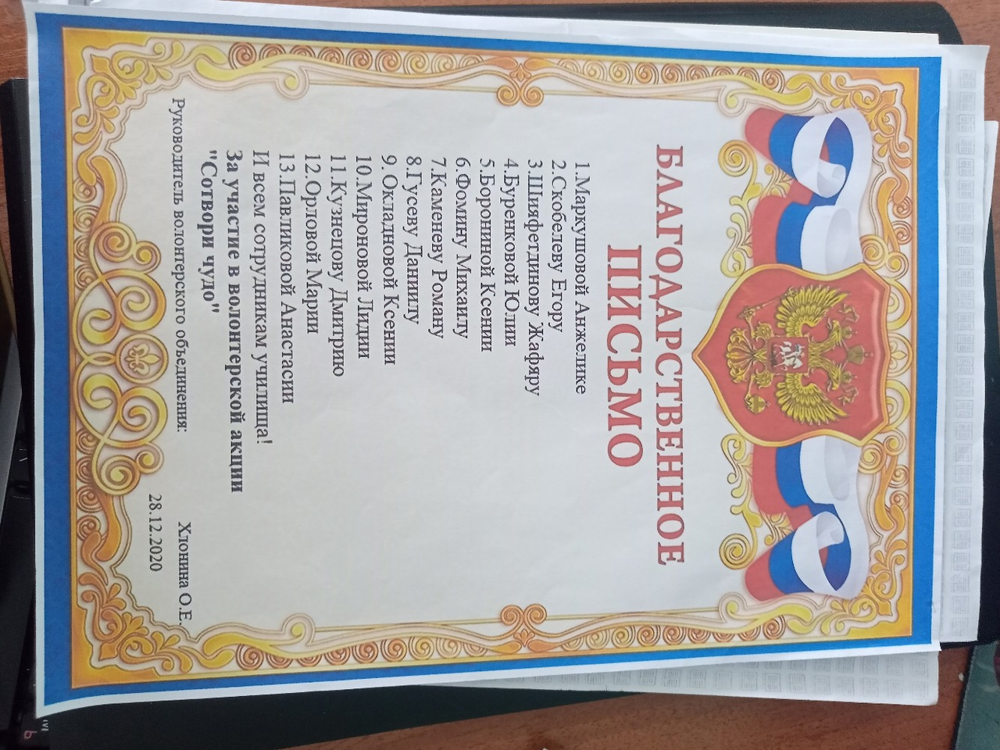 БЛАГОДАРСТВЕННОЕ
ПИСЬМО
1.Маркушовой Анжелике
2.Скобелеву Егору
3.Шияфетдинову Жафяру
4.Буренковой Юлии
5.Борониной Ксении
6.Фомину Михаилу
7.Каменеву Роману
8.Гусеву Даниилу
9.Окладновой Ксении
10.Мироновой Лидии
11.Кузнецову Дмитрию
12.Орловой Марии
13.Павликовой Анастасии
И всем сотрудникам училища!
За участие в волонтерской акции
"Сотвори чудо"
Руководитель волонтерского объединения:
Хлонина О.Е.
28.12.2020